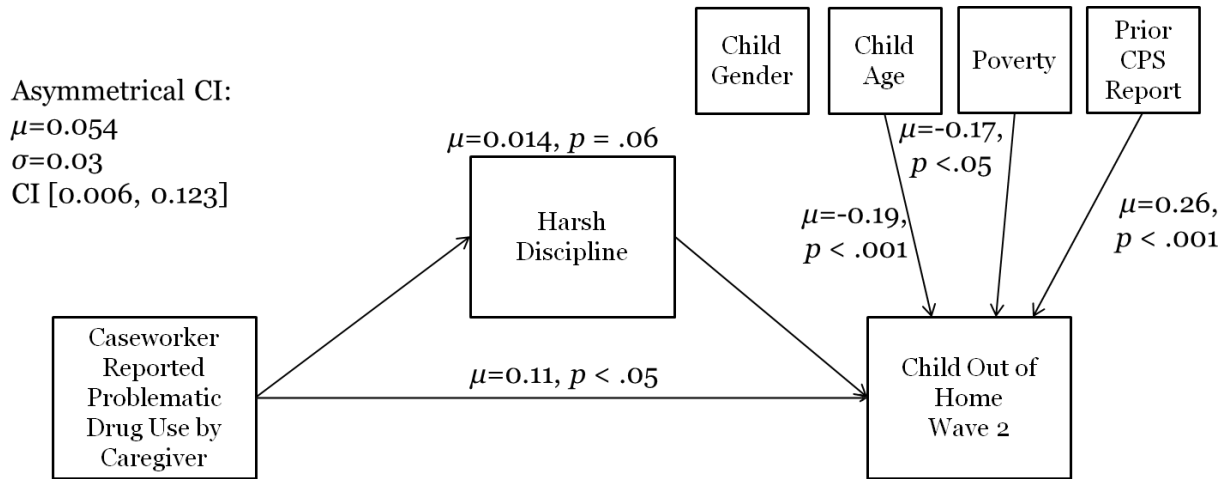 Asymmetrical CI:
μ=0.054
σ=0.03
CI [0.006, 0.123]
Child
Gender
Child
Age
Poverty
Prior
CPS
Report
μ=0.014, p = .06
Harsh
Discipline
μ=-0.17,
p <.05
μ=-0.19,
p < .001
μ=0.26,
p < .001
Caseworker
Reported
Problematic
Drug Use by
Caregiver
μ=0.11, p < .05
Child Out of
Home
Wave 2